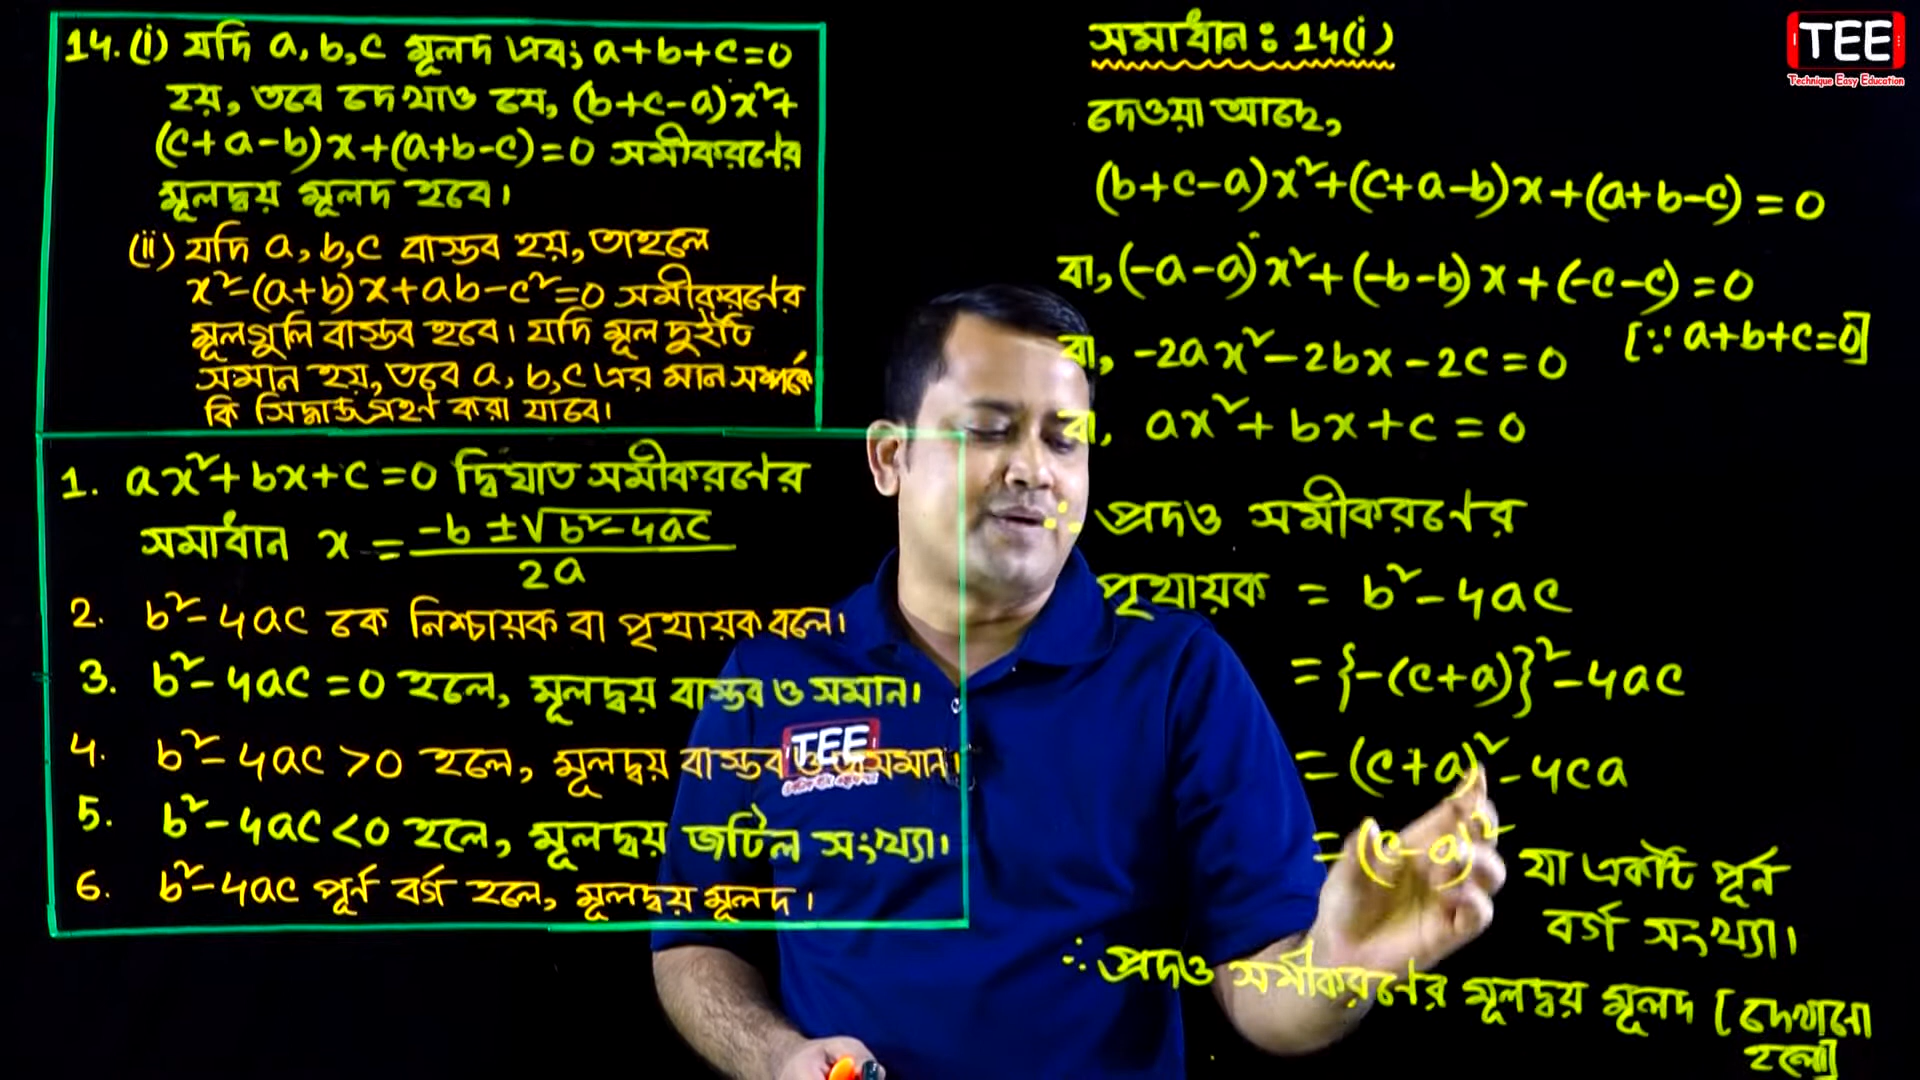 14. (i) যদি a, b, c মূলদ এবং a+b+c=0
হয়, তবে দেখাও যে, (b+c-a)x²+
(c+a-b)x+(a+b-c)=0 সমীকরণের
মূলদ্বয় মূলদ হবে।
(ii) যদি a, b, c বাস্তব হয়, তাহলে
x²-(a+b)x+ab-c²=0 সমীকরণের
মূলগুলি বাস্তব হবে। যদি মূল দুইটি
সমান হয়, তবে a, b, c এর মান সম্পর্কে
কি সিদ্ধান্ত গ্রহণ করা যাবে।
1. ax²+bx+c=0 দ্বিঘাত সমীকরণের
সমাধান x = \frac{-b ±√b²-4ac}{2a}
2. b²-4ac কে নিশ্চায়ক বা পৃথায়ক বলে।
3. b²-4ac=0 হলে, মূলদ্বয় বাস্তব ও সমান।
4. b²-4ac>0 হলে, মূলদ্বয় বাস্তব ও অসমান।
5. b²-4ac<0 হলে, মূলদ্বয় জটিল সংখ্যা।
6. b²-4ac পূর্ন বর্গ হলে, মূলদ্বয় মূলদ।
সমাধান : 14(i)
দেওয়া আছে,
(b+c-a)x²+(c+a-b)x+(a+b-c)=0
বা, (-a-a)x²+(-b-b)x+(-c-c)=0
[∵ a+b+c=0]
বা, -2ax²-2bx-2c=0
বা, ax²+bx+c=0
∴ প্রদও সমীকরণের
পৃথায়ক = b²-4ac
= {-(c+a)}²-4ac
= (c+a)²-4ca
= (c-a)² যা একটি পূর্ন
বর্গ সংখ্যা।
∴ প্রদও সমীকরণের মূলদ্বয় মূলদ [দেখানো
হলো]
TEE
Technique Easy Education
TEE